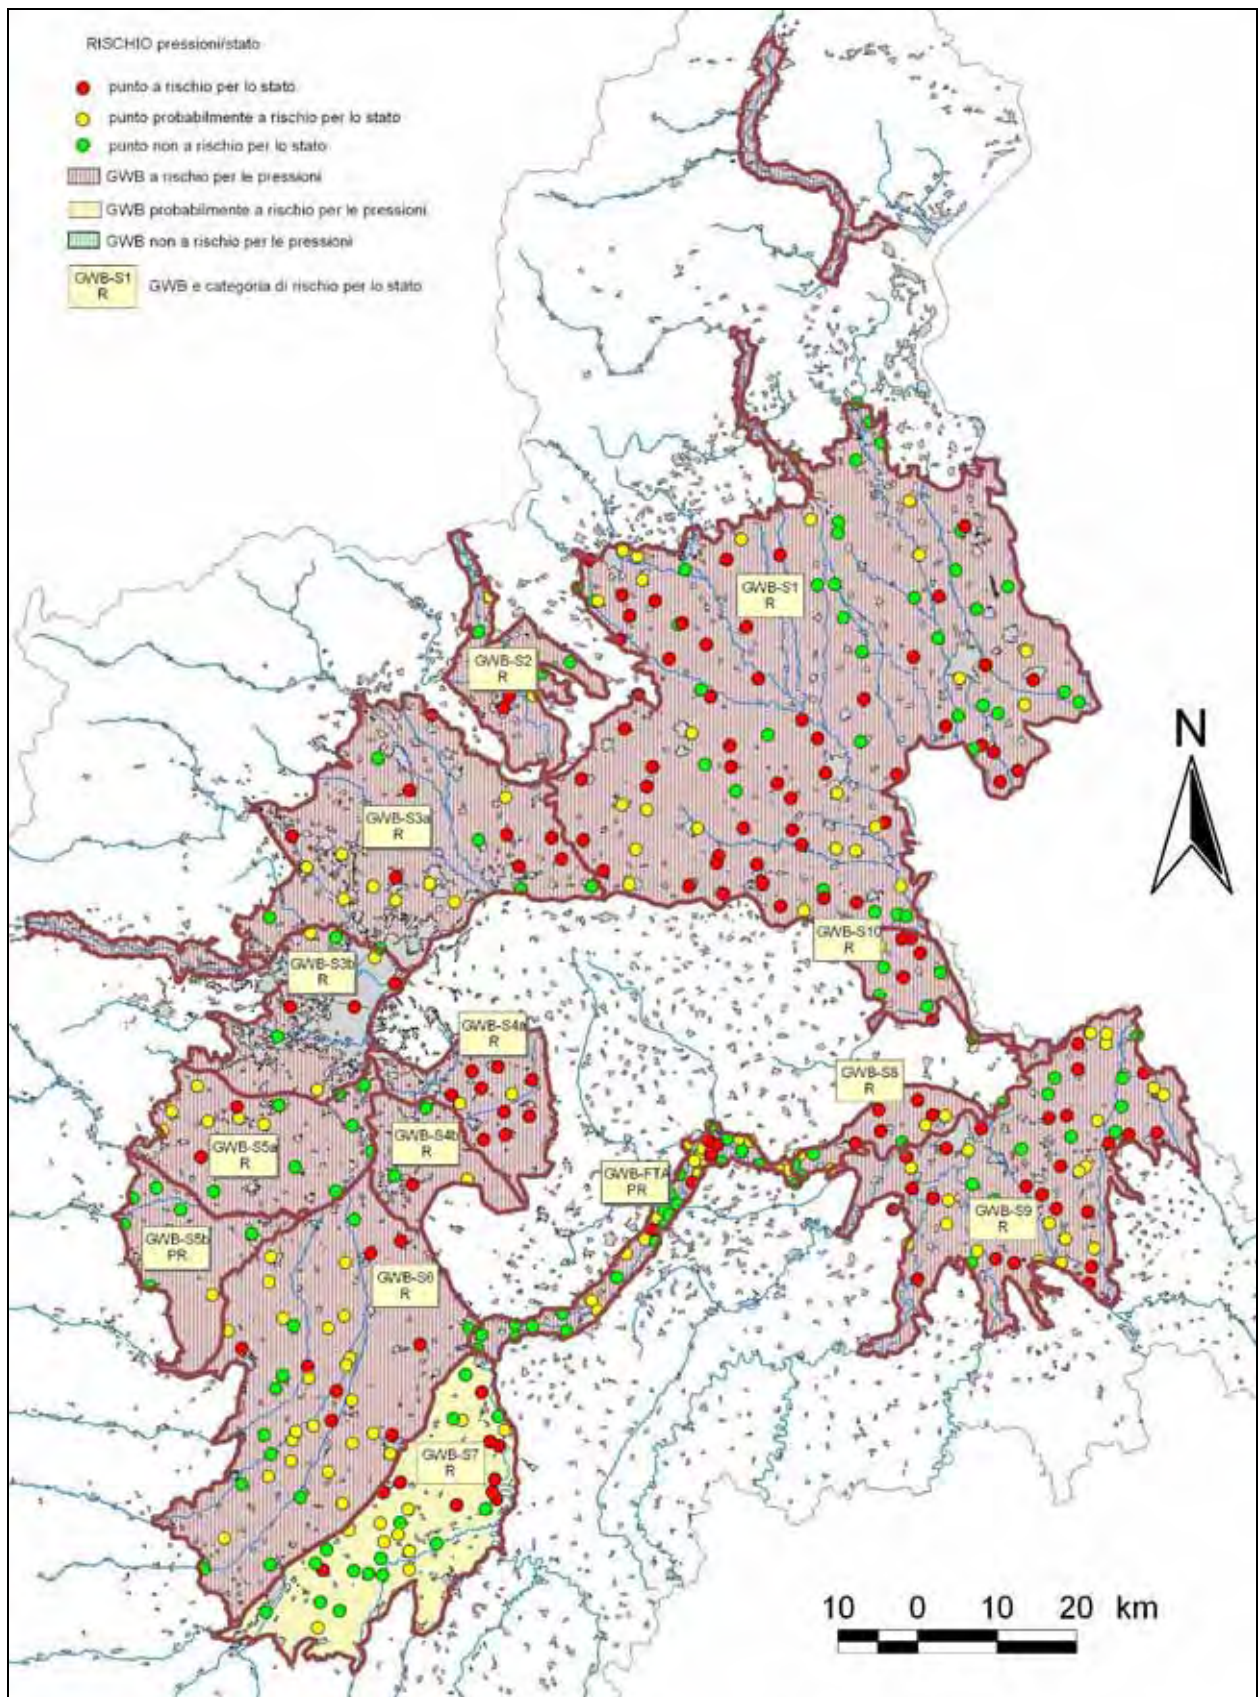 RISCHIO pressioni/stato
punto a rischio per lo stato
punto probabilmente a rischio per lo stato
punto non a rischio per lo stato
GWB a rischio per le pressioni
GWB probabilmente a rischio per le pressioni
GWB non a rischio per le pressioni
GWB-S1
R
GWB e categoria di rischio per lo stato
GWB-S1
R
GWB-S2
R
N
GWB-S3a
R
GWB-S10
R
GWB-S3b
R
GWB-S4a
R
GWB-S8
R
GWB-S5a
R
GWB-S4b
R
GWB-FTA
PR
GWB-S9
R
GWB-S5b
PR
GWB-S6
R
GWB-S7
R
10 0 10 20 km